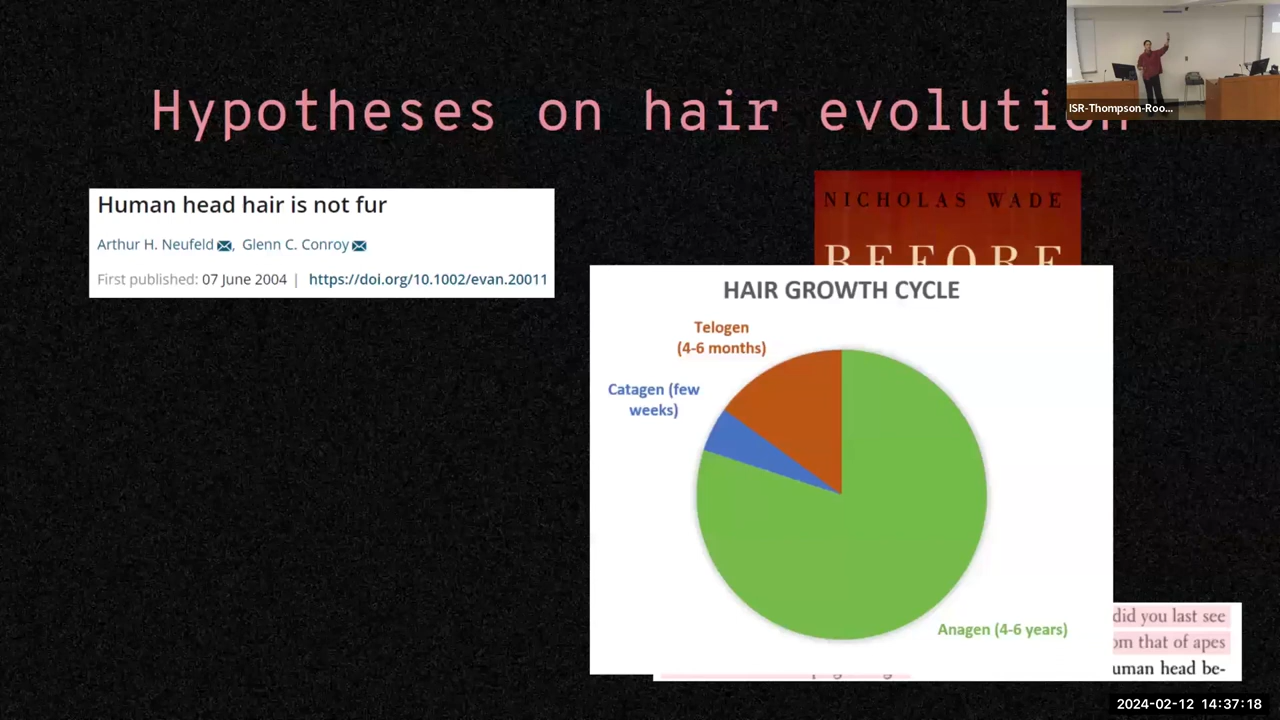 Hypotheses on hair evolution
ISR-Thompson-Roo...
Human head hair is not fur
Arthur H. Neufeld, Glenn C. Conroy
First published: 07 June 2004 | https://doi.org/10.1002/evan.20011
NICHOLAS WADE
BEFORE
HAIR GROWTH CYCLE
Telogen
(4-6 months)
Catagen (few
weeks)
Anagen (4-6 years)
did you last see
om that of apes
uman head be-
2024-02-12 14:37:18